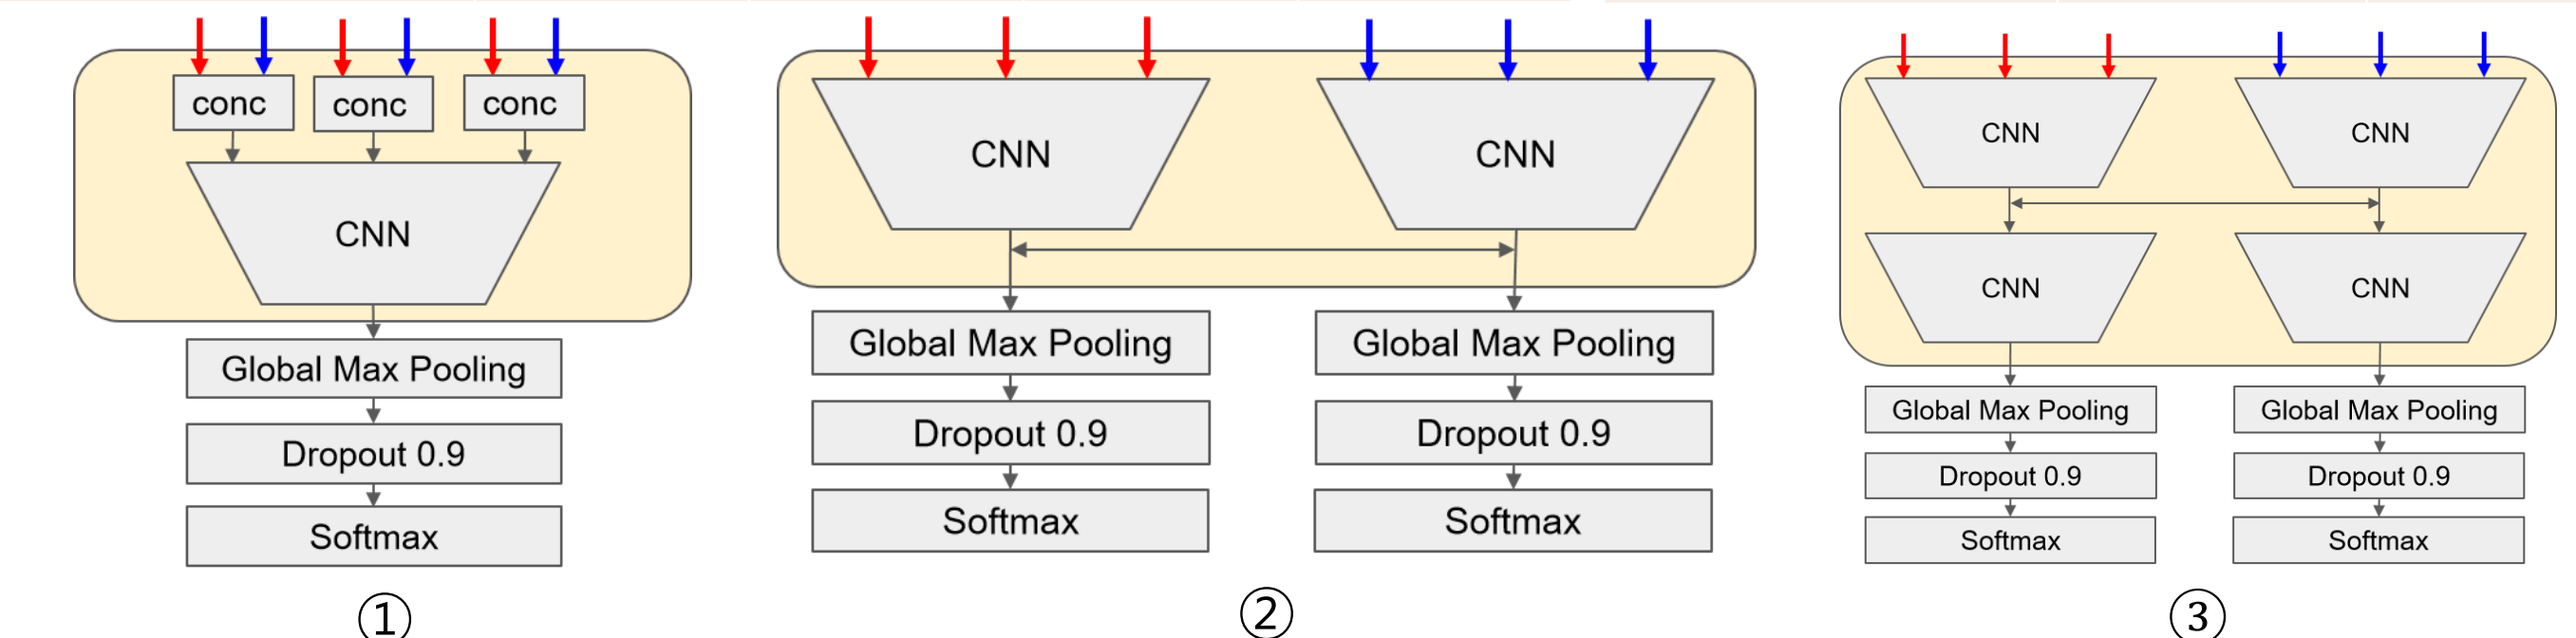 conc conc conc
CNN
Global Max Pooling
Dropout 0.9
Softmax
①
CNN CNN
Global Max Pooling Global Max Pooling
Dropout 0.9 Dropout 0.9
Softmax Softmax
②
CNN CNN
CNN CNN
Global Max Pooling Global Max Pooling
Dropout 0.9 Dropout 0.9
Softmax Softmax
③